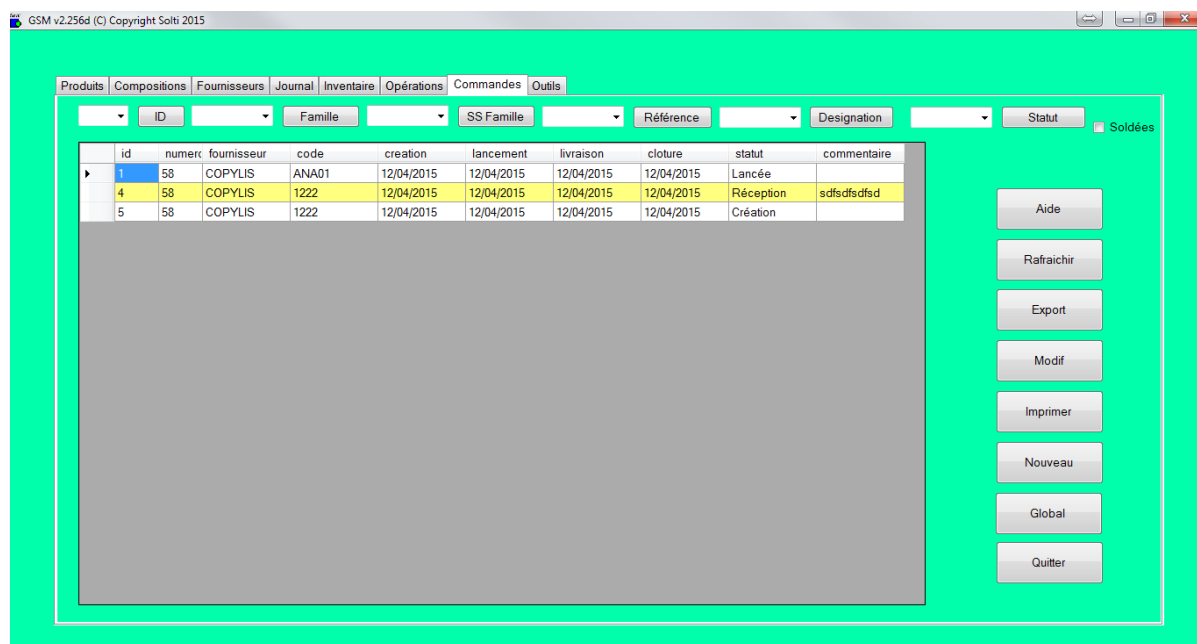 GSM v2.256d (C) Copyright Solti 2015
Produits Compositions Fournisseurs Journal Inventaire Opérations Commandes Outils
ID Famille SS Famille Référence Designation Statut Soldées
id numerc fournisseur code creation lancement livraison cloture statut commentaire
1 58 COPYLIS ANA01 12/04/2015 12/04/2015 12/04/2015 12/04/2015 Lancée
4 58 COPYLIS 1222 12/04/2015 12/04/2015 12/04/2015 12/04/2015 Réception sdfsdfsdfsd
5 58 COPYLIS 1222 12/04/2015 12/04/2015 12/04/2015 12/04/2015 Création
Aide
Rafraichir
Export
Modif
Imprimer
Nouveau
Global
Quitter